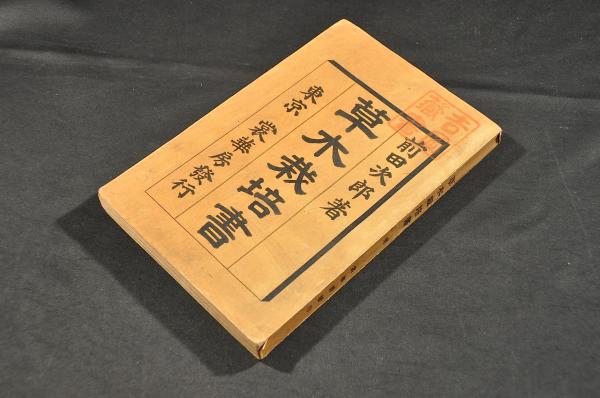 前田次郎著
草木栽培書
東京 裳華房發行